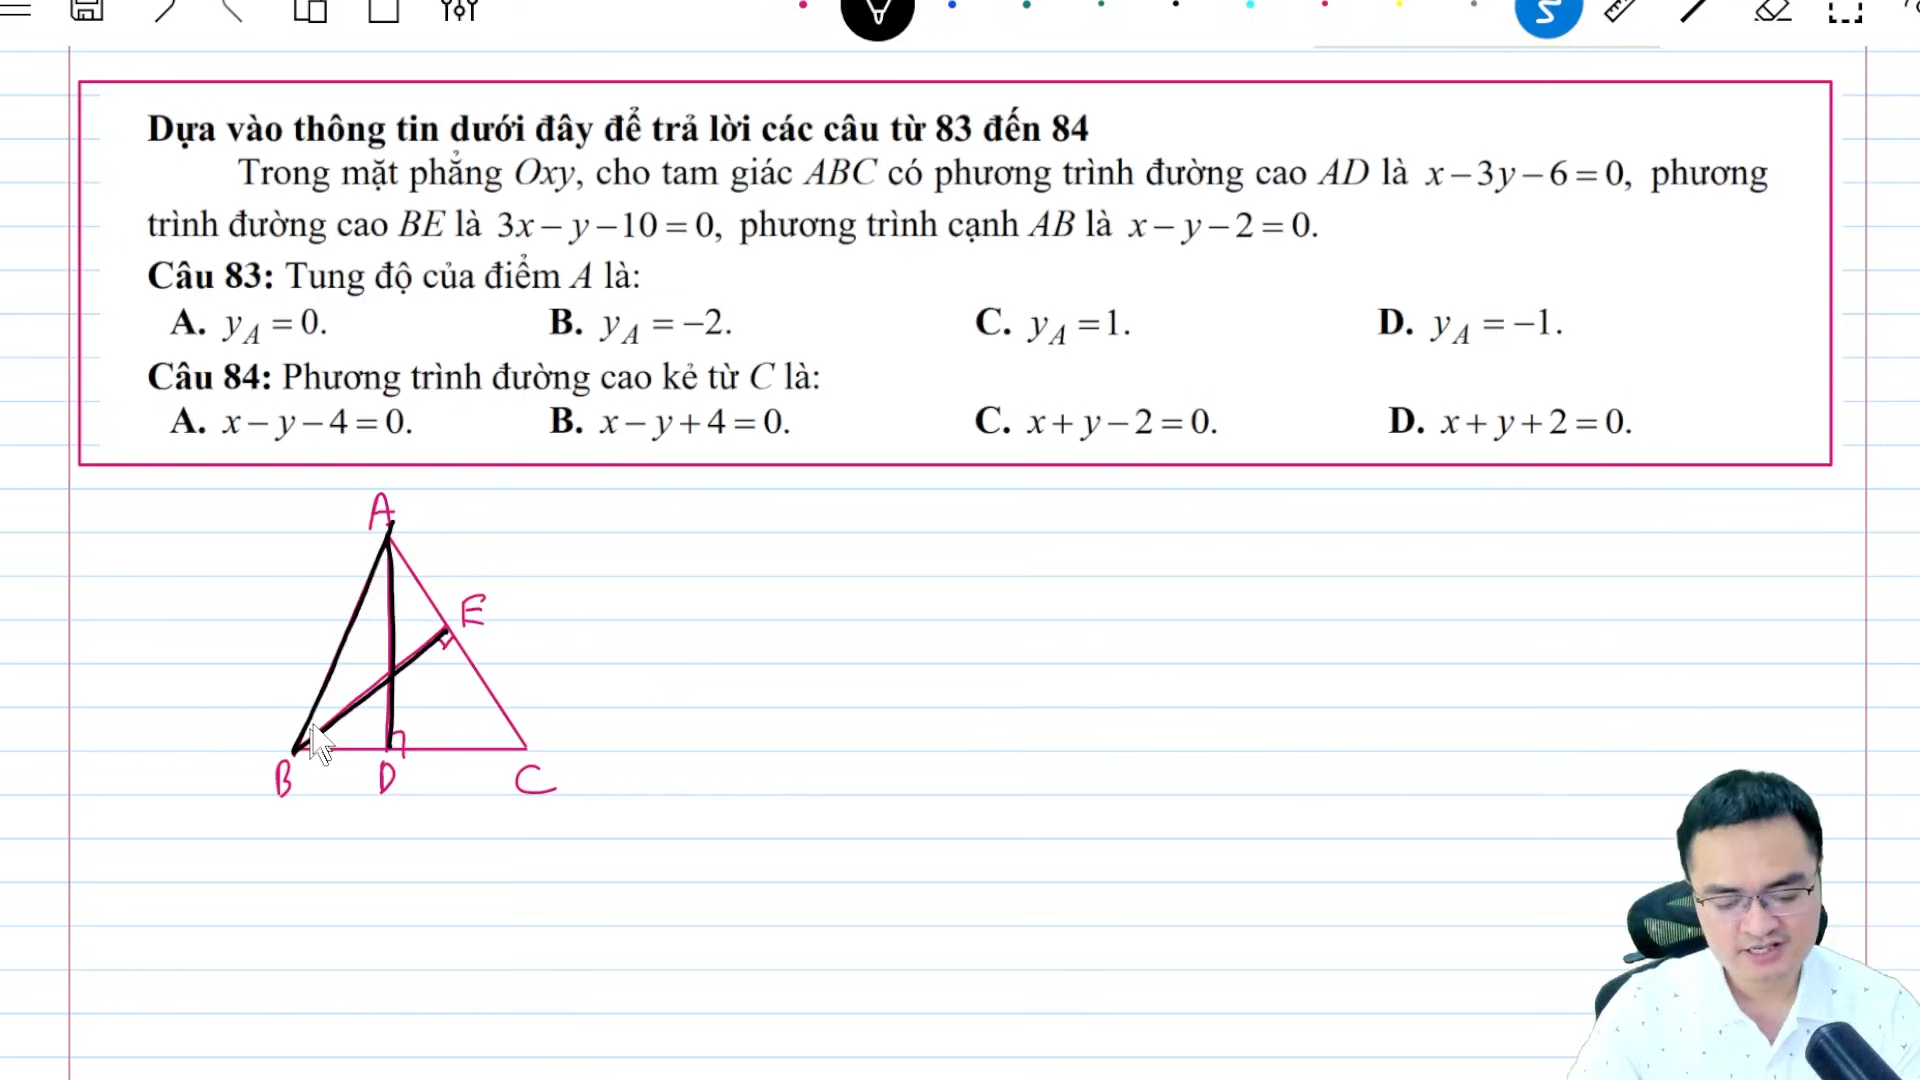 Dựa vào thông tin dưới đây để trả lời các câu từ 83 đến 84
Trong mặt phẳng Oxy, cho tam giác ABC có phương trình đường cao AD là x − 3y − 6 = 0, phương
trình đường cao BE là 3x − y − 10 = 0, phương trình cạnh AB là x − y − 2 = 0.
Câu 83: Tung độ của điểm A là:
A. y_A = 0. B. y_A = −2. C. y_A = 1. D. y_A = −1.
Câu 84: Phương trình đường cao kẻ từ C là:
A. x − y − 4 = 0. B. x − y + 4 = 0. C. x + y − 2 = 0. D. x + y + 2 = 0.
A
E
B D C